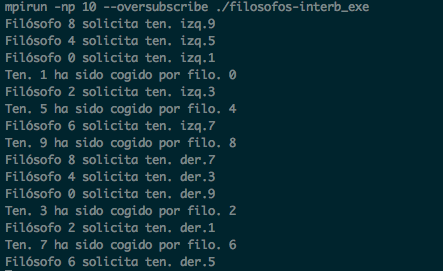 mpirun -np 10 --oversubscribe ./filosofos-interb_exe
Filósofo 8 solicita ten. izq.9
Filósofo 4 solicita ten. izq.5
Filósofo 0 solicita ten. izq.1
Ten. 1 ha sido cogido por filo. 0
Filósofo 2 solicita ten. izq.3
Ten. 5 ha sido cogido por filo. 4
Filósofo 6 solicita ten. izq.7
Ten. 9 ha sido cogido por filo. 8
Filósofo 8 solicita ten. der.7
Filósofo 4 solicita ten. der.3
Filósofo 0 solicita ten. der.9
Ten. 3 ha sido cogido por filo. 2
Filósofo 2 solicita ten. der.1
Ten. 7 ha sido cogido por filo. 6
Filósofo 6 solicita ten. der.5